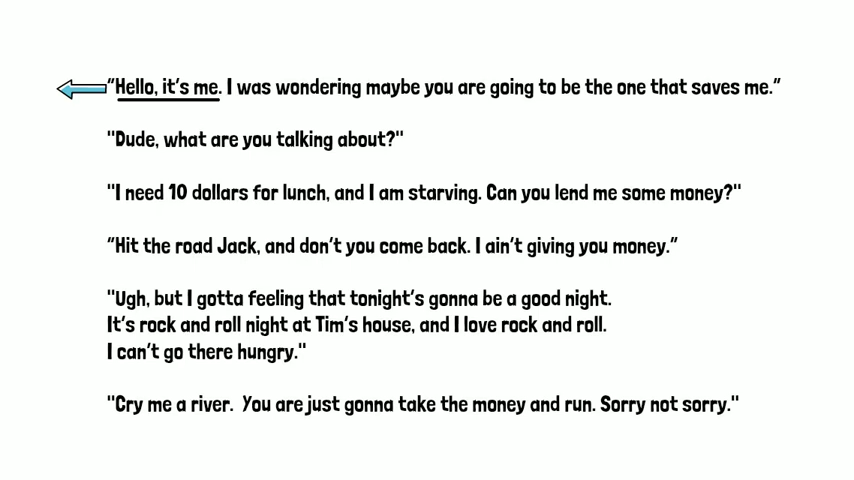 “Hello, it’s me. I was wondering maybe you are going to be the one that saves me.”
"Dude, what are you talking about?"
"I need 10 dollars for lunch, and I am starving. Can you lend me some money?"
“Hit the road Jack, and don’t you come back. I ain’t giving you money.”
"Ugh, but I gotta feeling that tonight’s gonna be a good night.
It’s rock and roll night at Tim’s house, and I love rock and roll.
I can’t go there hungry."
"Cry me a river. You are just gonna take the money and run. Sorry not sorry."